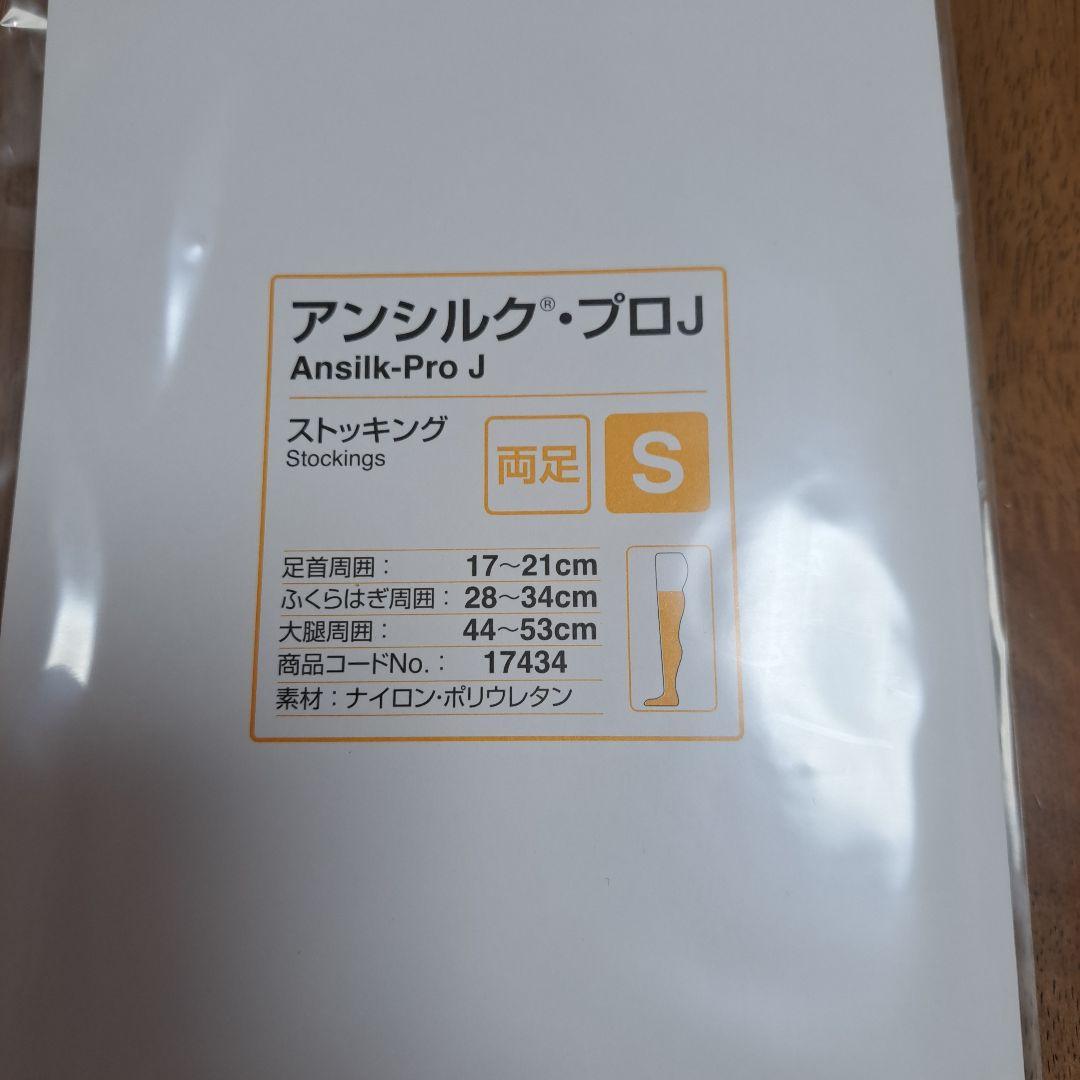 アンシルク®・プロJ
Ansilk-Pro J
ストッキング
Stockings
両足
S
足首周囲： 17～21cm
ふくらはぎ周囲： 28～34cm
大腿周囲： 44～53cm
商品コードNo.： 17434
素材：ナイロン・ポリウレタン